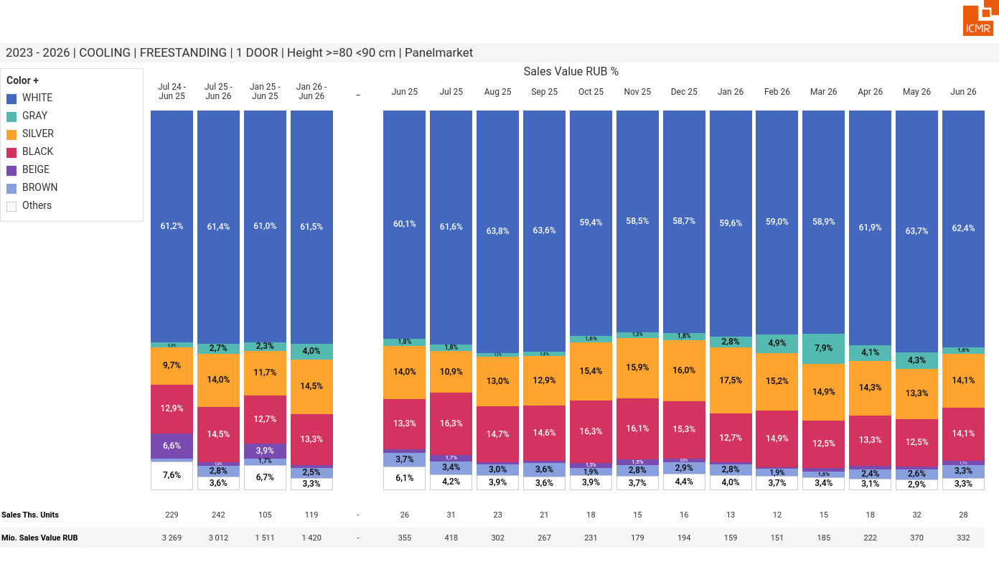 ICMR
2023 - 2026 | COOLING | FREESTANDING | 1 DOOR | Height >=80 <90 cm | Panelmarket
Sales Value RUB %
Color +
WHITE
GRAY
SILVER
BLACK
BEIGE
BROWN
Others
Jul 24 - Jul 25 - Jan 25 - Jan 26 -
Jun 25 Jun 26 Jun 25 Jun 26 – Jun 25 Jul 25 Aug 25 Sep 25 Oct 25 Nov 25 Dec 25 Jan 26 Feb 26 Mar 26 Apr 26 May 26 Jun 26
61,2% 61,4% 61,0% 61,5% 60,1% 61,6% 63,8% 63,6% 59,4% 58,5% 58,7% 59,6% 59,0% 58,9% 61,9% 63,7% 62,4%
1,3% 2,7% 2,3% 4,0% 1,8% 1,8% 1,1% 1,2% 1,6% 1,3% 1,8% 2,8% 4,9% 7,9% 4,1% 4,3% 1,6%
9,7% 14,0% 11,7% 14,5% 14,0% 10,9% 13,0% 12,9% 15,4% 15,9% 16,0% 17,5% 15,2% 14,9% 14,3% 13,3% 14,1%
12,9% 14,5% 12,7% 13,3% 13,3% 16,3% 14,7% 14,6% 16,3% 16,1% 15,3% 12,7% 14,9% 12,5% 13,3% 12,5% 14,1%
6,6% 1,0% 3,9% 1,7% 1,5% 1,5% 0,9% 1,1%
2,8% 1,7% 2,5% 3,7% 3,4% 3,0% 3,6% 1,9% 2,8% 2,9% 2,8% 1,9% 1,6% 2,4% 2,6% 3,3%
7,6% 3,6% 6,7% 3,3% 6,1% 4,2% 3,9% 3,6% 3,9% 3,7% 4,4% 4,0% 3,7% 3,4% 3,1% 2,9% 3,3%
Sales Ths. Units 229 242 105 119 - 26 31 23 21 18 15 16 13 12 15 18 32 28
Mio. Sales Value RUB 3 269 3 012 1 511 1 420 - 355 418 302 267 231 179 194 159 151 185 222 370 332